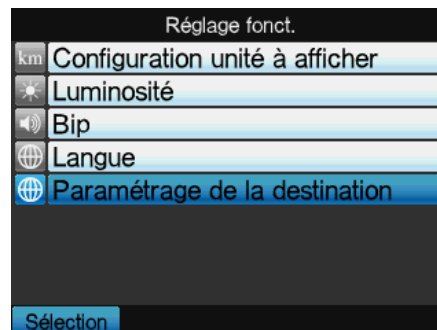 Réglage fonct.
km Configuration unité à afficher
Luminosité
Bip
Langue
Paramétrage de la destination
Sélection